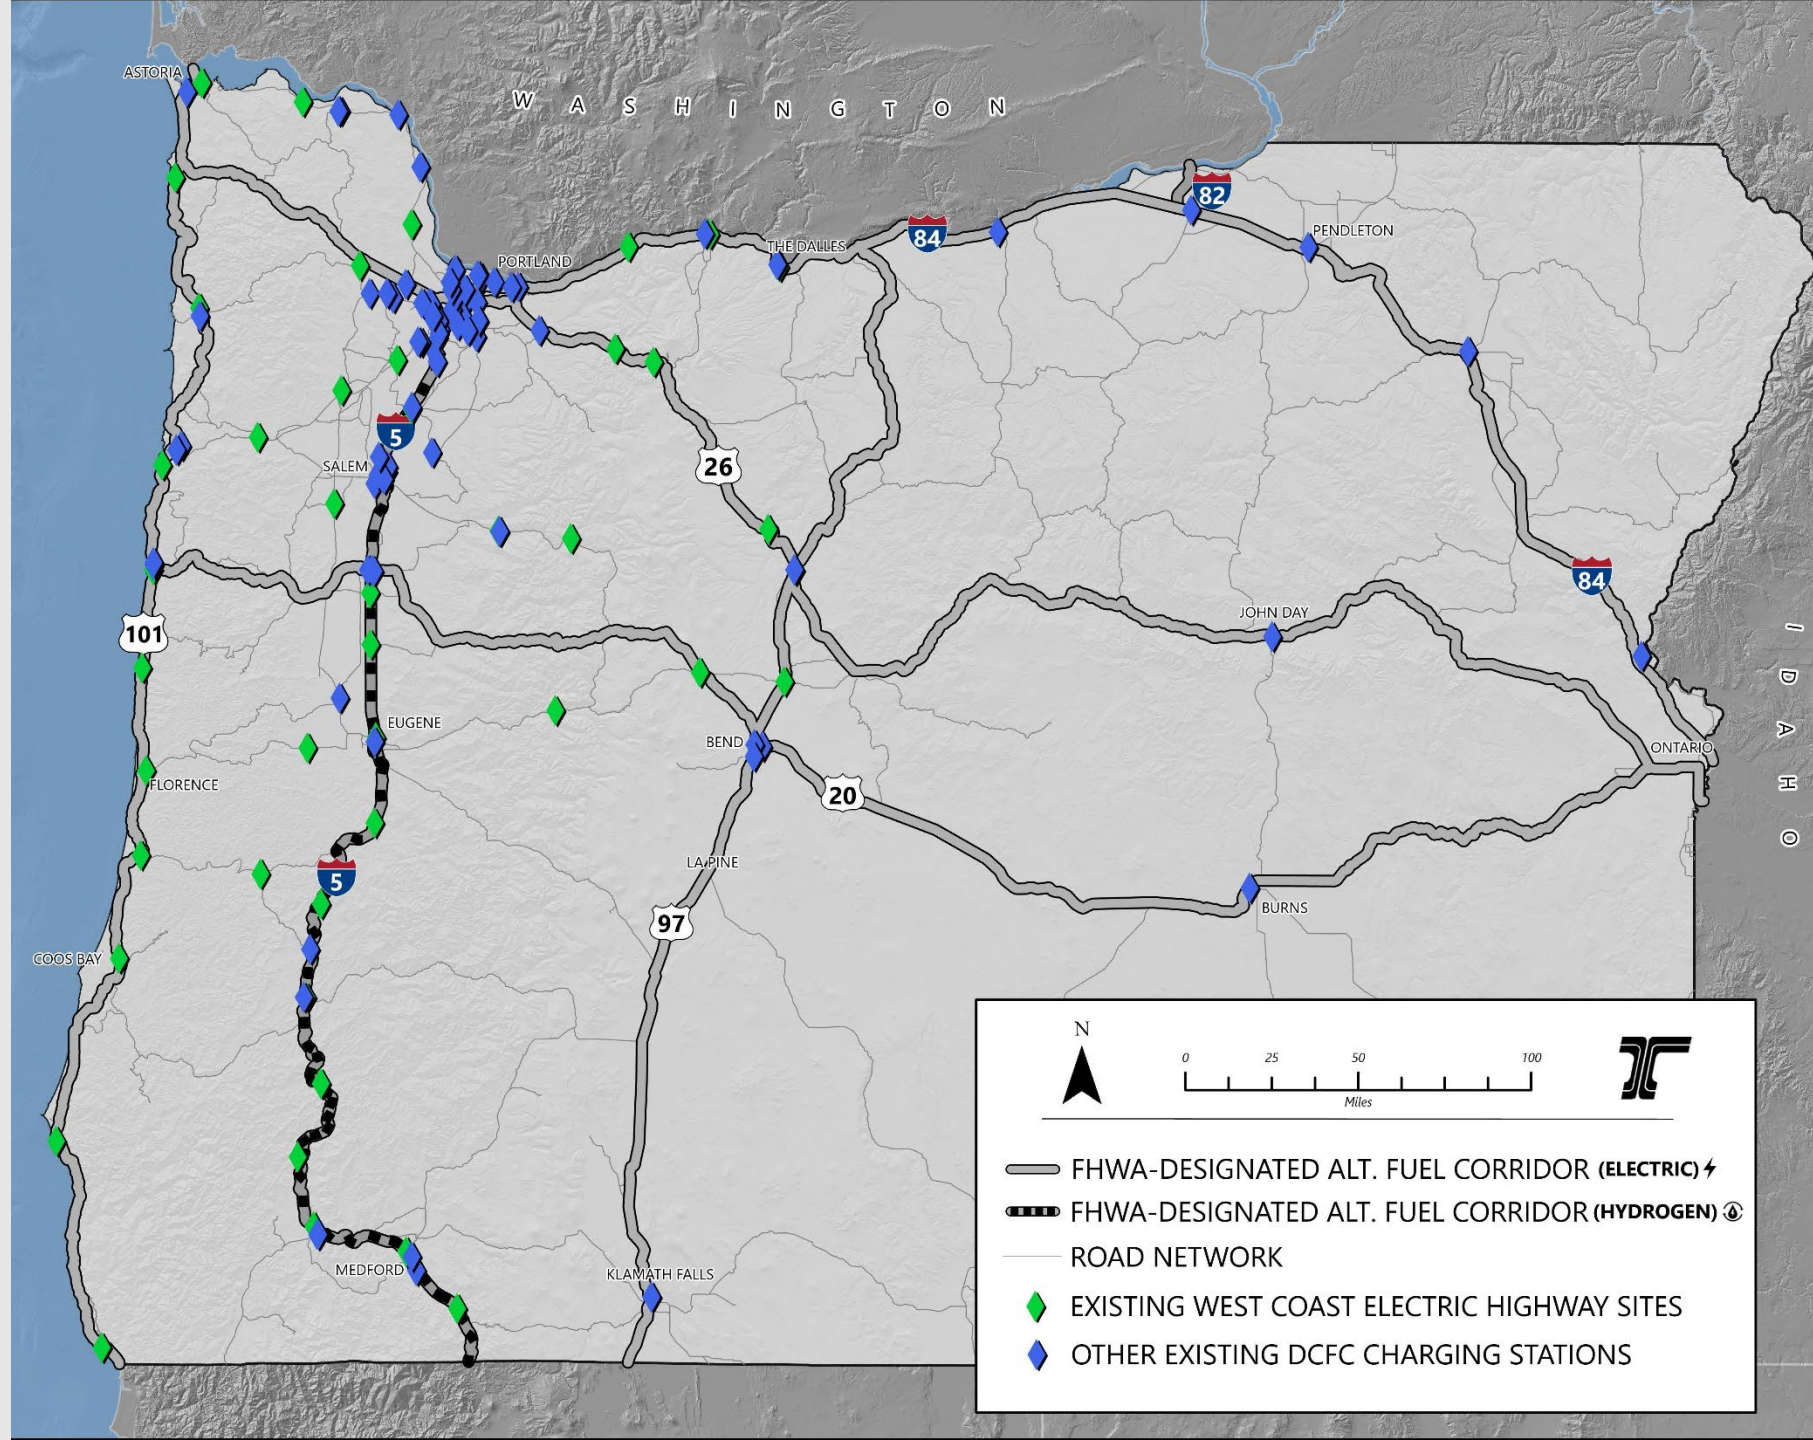 ASTORIA
WASHINGTON
82
PENDLETON
84
THE DALLES
PORTLAND
5
SALEM
26
84
JOHN DAY
101
IDAHO
EUGENE
BEND
ONTARIO
FLORENCE
20
LA PINE
5
97
BURNS
COOS BAY
MEDFORD
KLAMATH FALLS
N
0 25 50 100
Miles
FHWA-DESIGNATED ALT. FUEL CORRIDOR (ELECTRIC)
FHWA-DESIGNATED ALT. FUEL CORRIDOR (HYDROGEN)
ROAD NETWORK
EXISTING WEST COAST ELECTRIC HIGHWAY SITES
OTHER EXISTING DCFC CHARGING STATIONS